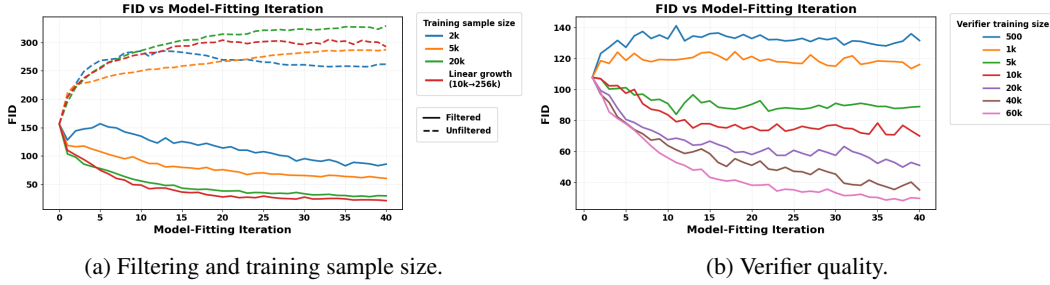 FID vs Model-Fitting Iteration
FID
300
250
200
150
100
50
0 5 10 15 20 25 30 35 40
Model-Fitting Iteration
Training sample size
2k
5k
20k
Linear growth
(10k→256k)
Filtered
Unfiltered
(a) Filtering and training sample size.
FID vs Model-Fitting Iteration
FID
140
120
100
80
60
40
0 5 10 15 20 25 30 35 40
Model-Fitting Iteration
Verifier training size
500
1k
5k
10k
20k
40k
60k
(b) Verifier quality.